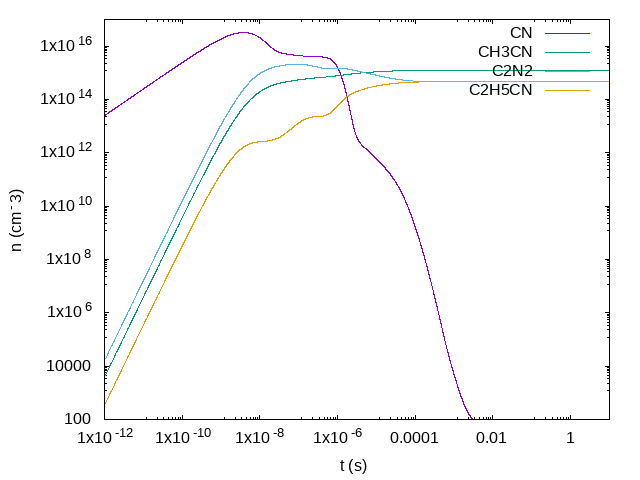 1x10^16
1x10^14
1x10^12
1x10^10
1x10^8
1x10^6
10000
100
n (cm^-3)
CN
CH3CN
C2N2
C2H5CN
1x10^-12 1x10^-10 1x10^-8 1x10^-6 0.0001 0.01 1
t (s)